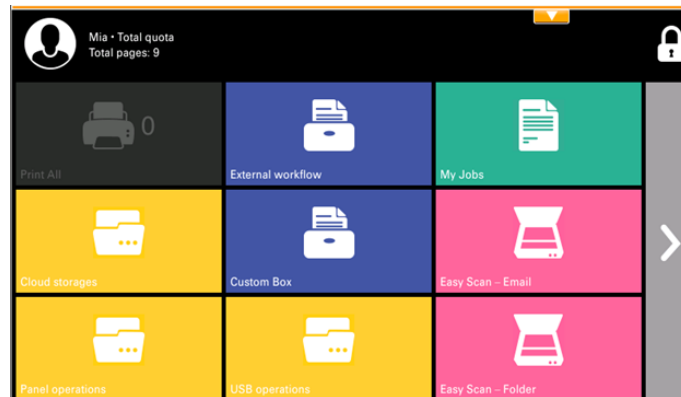 Mia • Total quota
Total pages: 9
0
Print All
External workflow
My Jobs
Cloud storages
Custom Box
Easy Scan – Email
Panel operations
USB operations
Easy Scan – Folder